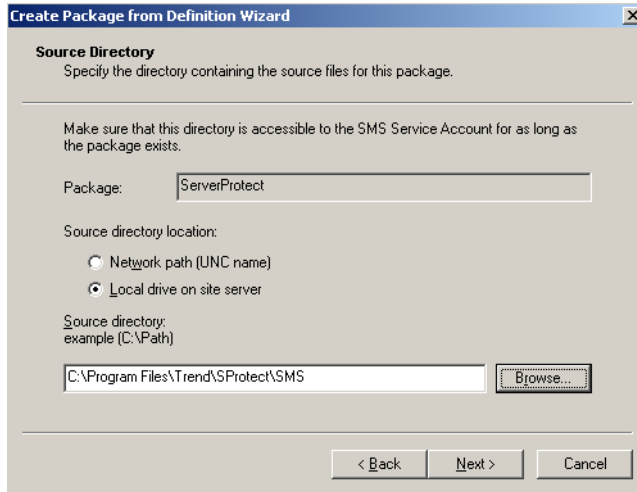 Create Package from Definition Wizard
Source Directory
Specify the directory containing the source files for this package.
Make sure that this directory is accessible to the SMS Service Account for as long as
the package exists.
Package: ServerProtect
Source directory location:
Network path (UNC name)
Local drive on site server
Source directory:
example (C:\Path)
C:\Program Files\Trend\SProtect\SMS Browse...
< Back Next > Cancel